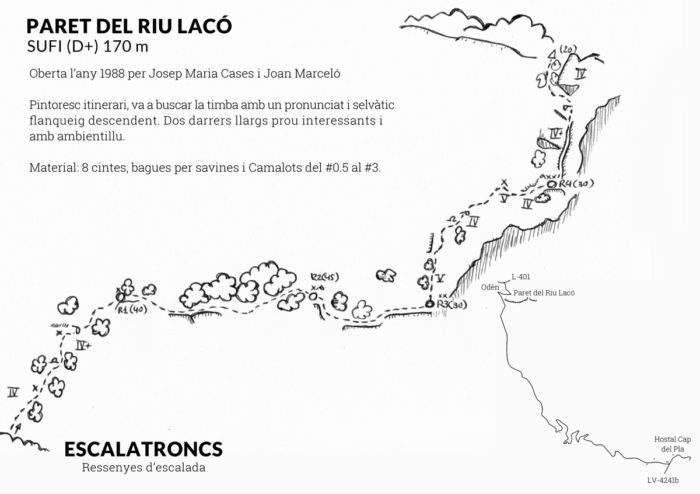 PARET DEL RIU LACÓ
SUFI (D+) 170 m
Oberta l'any 1988 per Josep Maria Cases i Joan Marceló
Pintoresc itinerari, va a buscar la timba amb un pronunciat i selvàtic
flanqueig descendent. Dos darrers llargs prou interessants i
amb ambientillu.
Material: 8 cintes, bagues per savines i Camalots del #0.5 al #3.
(20)
IV
IV+
R4(30)
V
IV
IV
V
R3(30)
R2(45)
R1(40)
IV+
IV
L-401
Odèn
Paret del Riu Lacó
Hostal Cap
del Pla
LV-4241b
ESCALATRONCS
Ressenyes d'escalada